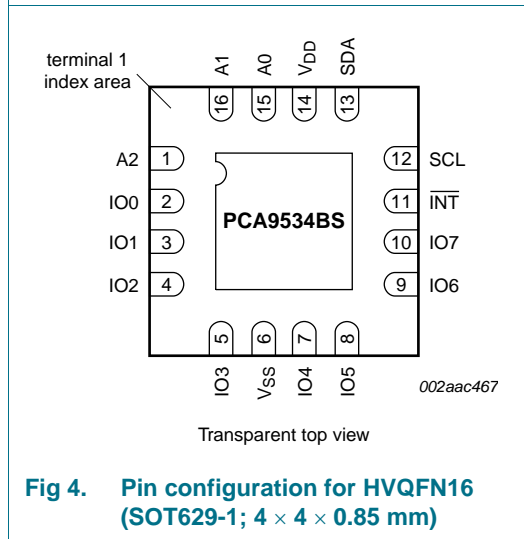 terminal 1
index area
A1 A0 VDD SDA
16 15 14 13
A2 1 12 SCL
IO0 2 11 INT
PCA9534BS
IO1 3 10 IO7
IO2 4 9 IO6
5 6 7 8
IO3 VSS IO4 IO5
002aac467
Transparent top view
Fig 4. Pin configuration for HVQFN16
(SOT629-1; 4 × 4 × 0.85 mm)